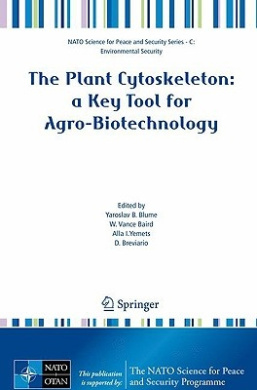 NATO Science for Peace and Security Series - C:
Environmental Security
The Plant Cytoskeleton:
a Key Tool for
Agro-Biotechnology
Edited by
Yaroslav B. Blume
W. Vance Baird
Alla I.Yemets
D. Breviario
Springer
NATO
OTAN
This publication
is supported by:
The NATO Science for Peace
and Security Programme